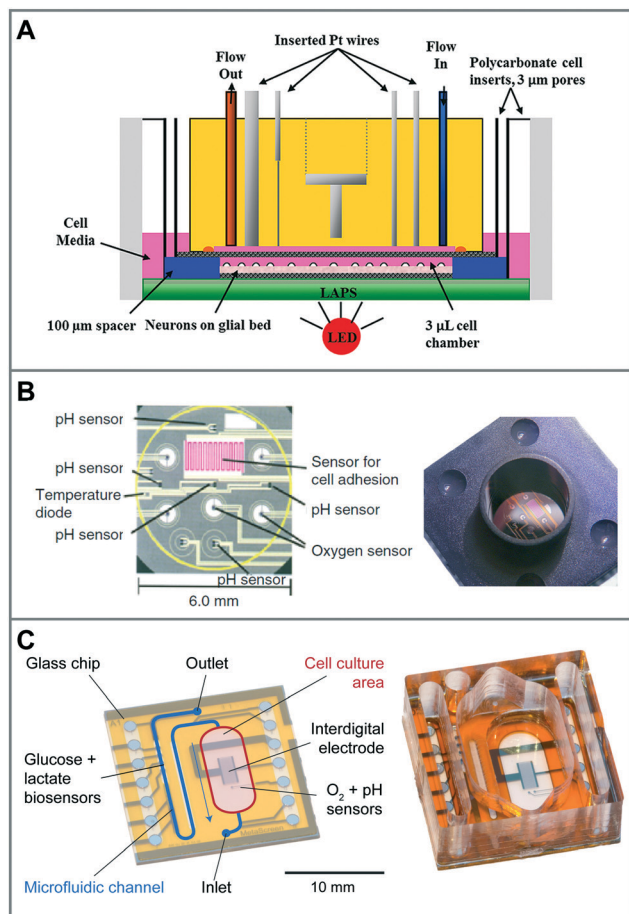 A
Flow
Out
Inserted Pt wires
Flow
In
Polycarbonate cell
inserts, 3 μm pores
Cell
Media
LAPS
100 μm spacer
Neurons on glial bed
LED
3 μL cell
chamber
B
pH sensor
pH sensor
Temperature
diode
pH sensor
Sensor for
cell adhesion
pH sensor
Oxygen sensor
pH sensor
6.0 mm
C
Glass chip
Outlet
Cell culture
area
Interdigital
electrode
Glucose +
lactate
biosensors
O2 + pH
sensors
Microfluidic channel
Inlet
10 mm